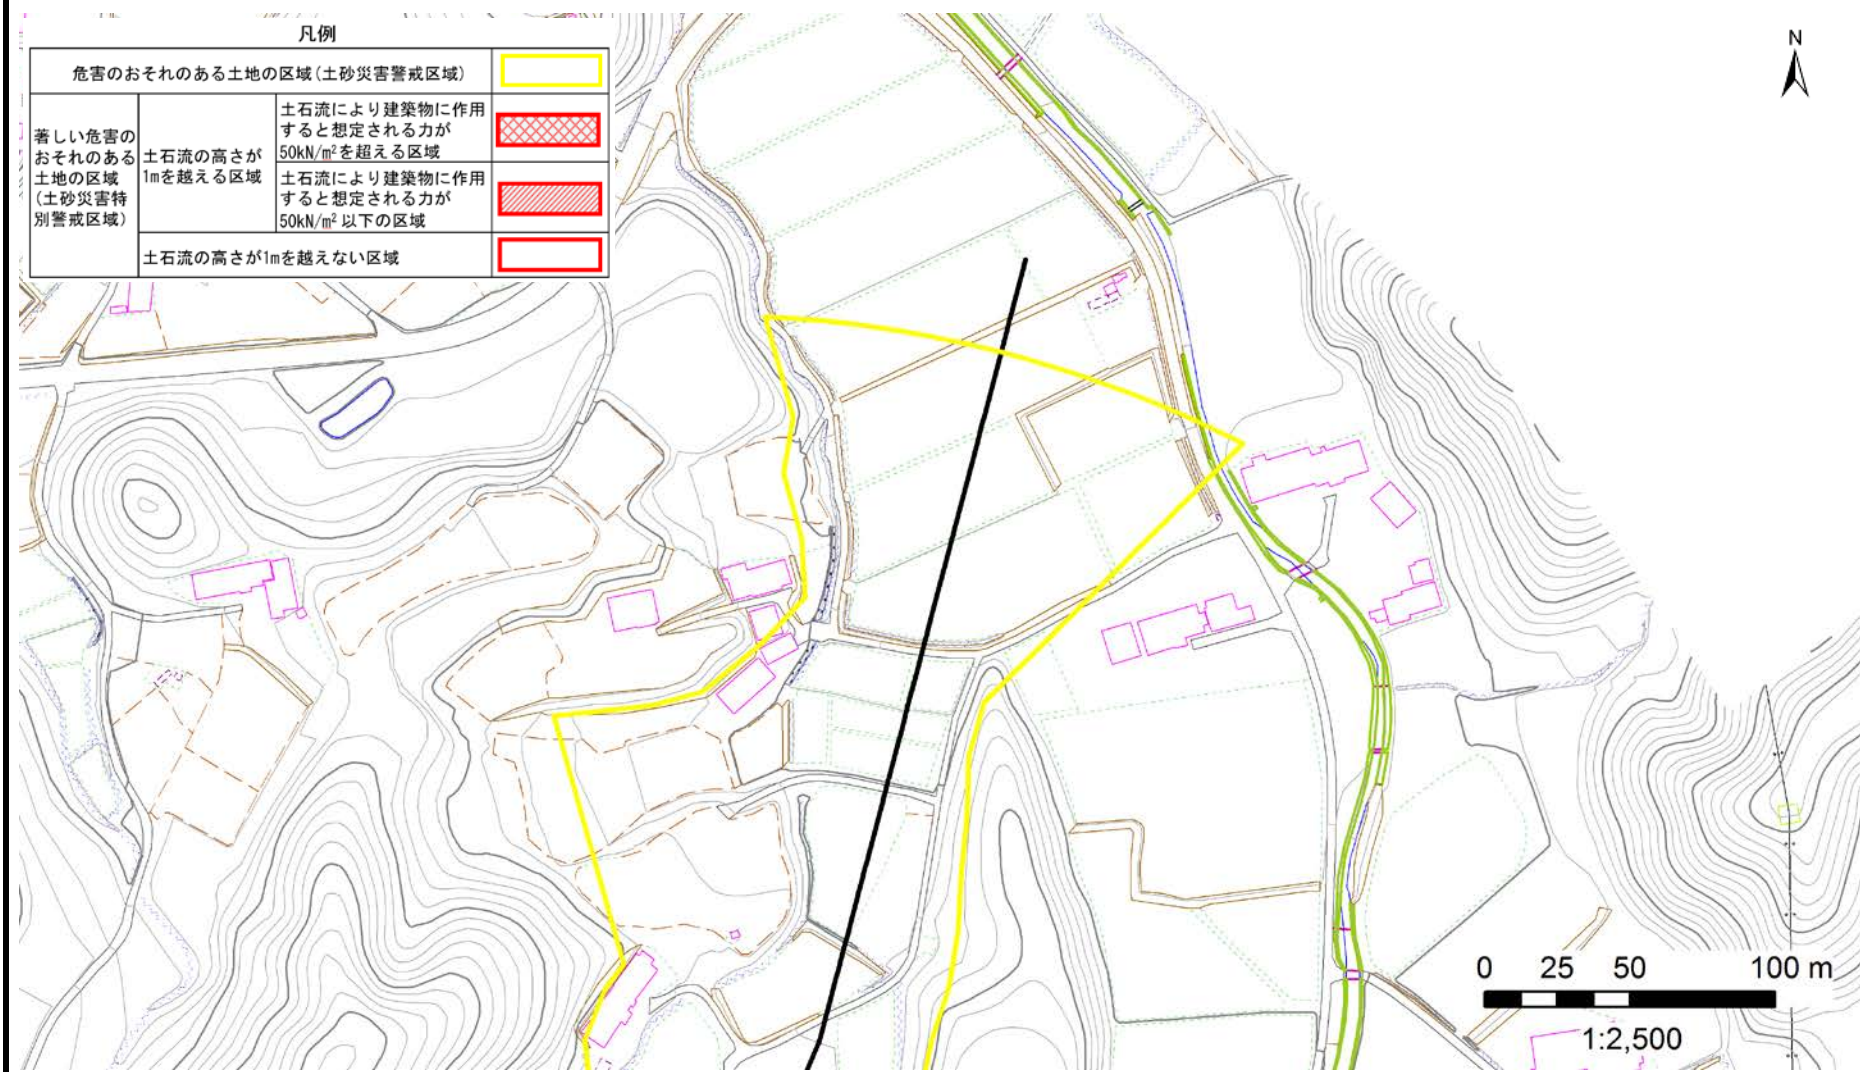 凡例
危害のおそれのある土地の区域(土砂災害警戒区域)
著しい危害の
おそれのある
土地の区域
(土砂災害特
別警戒区域)
土石流の高さが
1mを越える区域
土石流により建築物に作用
すると想定される力が
50kN/m²を超える区域
土石流により建築物に作用
すると想定される力が
50kN/m²以下の区域
土石流の高さが1mを越えない区域
N
0 25 50 100 m
1:2,500